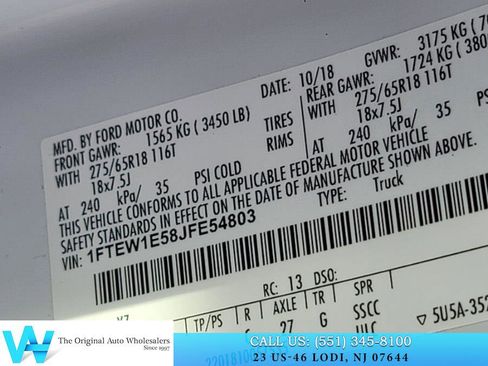 MFD. BY FORD MOTOR CO.
DATE: 10/18
GVWR: 3175 KG
FRONT GAWR: 1565 KG (3450 LB)
REAR GAWR: 1724 KG (380
WITH 275/65R18 116T TIRES
275/65R18 116T
18x7.5J RIMS
18x7.5J
AT 240 kPa/ 35 PSI COLD
AT 240 kPa/ 35
THIS VEHICLE CONFORMS TO ALL APPLICABLE FEDERAL MOTOR VEHICLE
SAFETY STANDARDS IN EFFECT ON THE DATE OF MANUFACTURE SHOWN ABOVE.
VIN: 1FTEW1E58JFE54803
TYPE: Truck
RC: 13 DSO:
TP/PS R AXLE TR SPR
27 G SSCC
5U5A-352
The Original Auto Wholesalers
Since 1997
CALL US: (551) 345-8100
23 US-46 LODI, NJ 07644